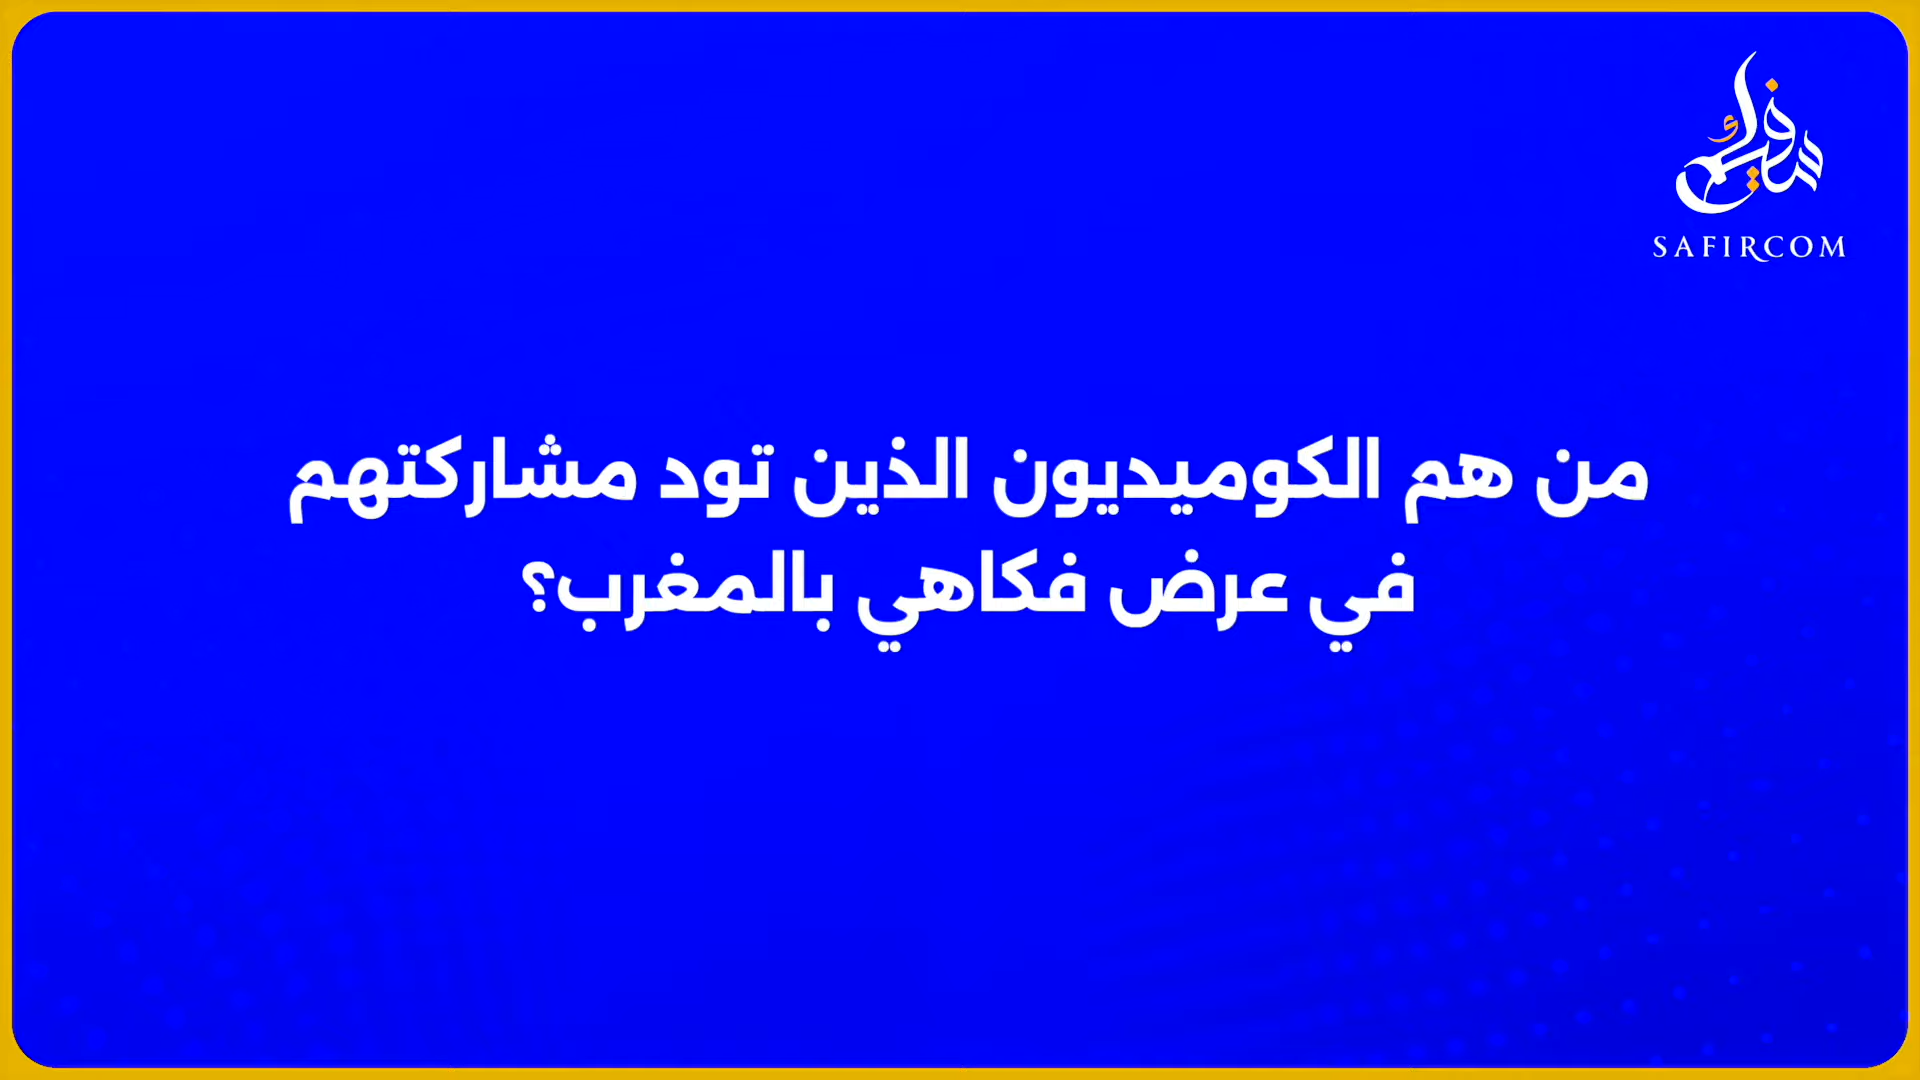 SAFIRCOM
من هم الكوميديون الذين تود مشاركتهم
في عرض فكاهي بالمغرب؟